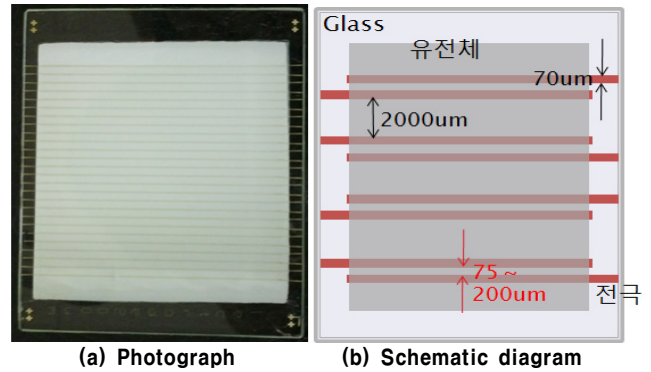 Glass
유전체
70um
2000um
75 ~
200um
전극
(a) Photograph
(b) Schematic diagram